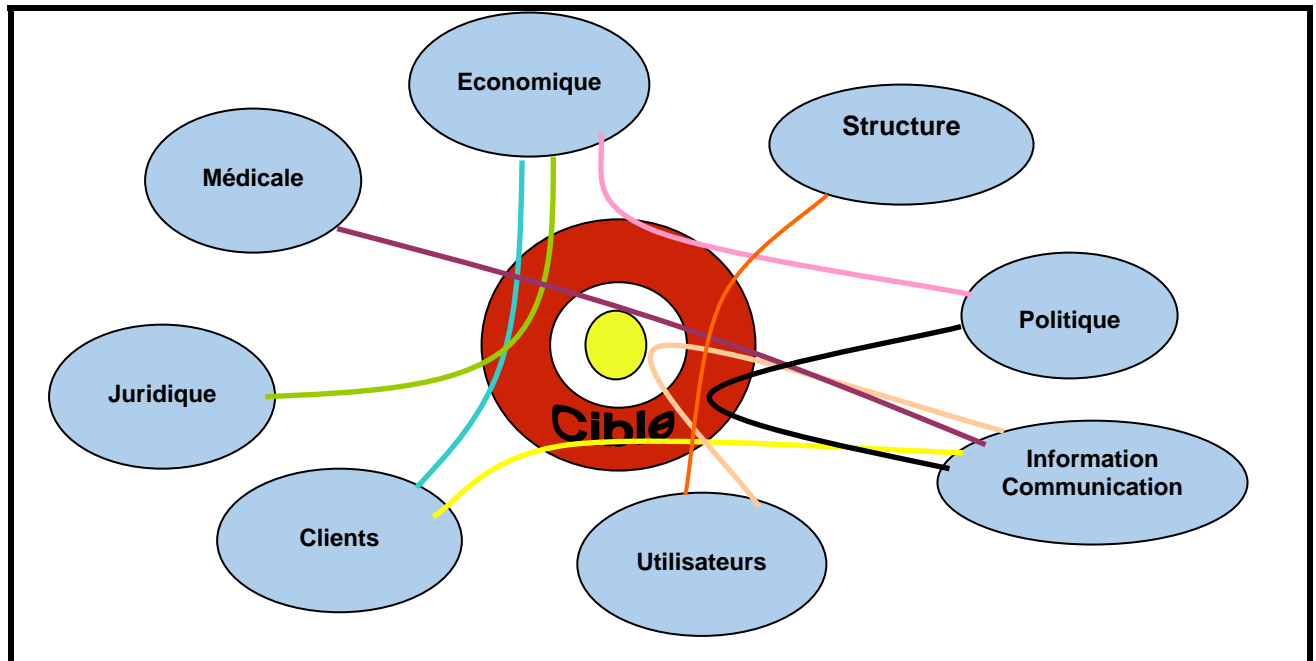 Economique
Structure
Médicale
Politique
Juridique
Cible
Information
Communication
Clients
Utilisateurs